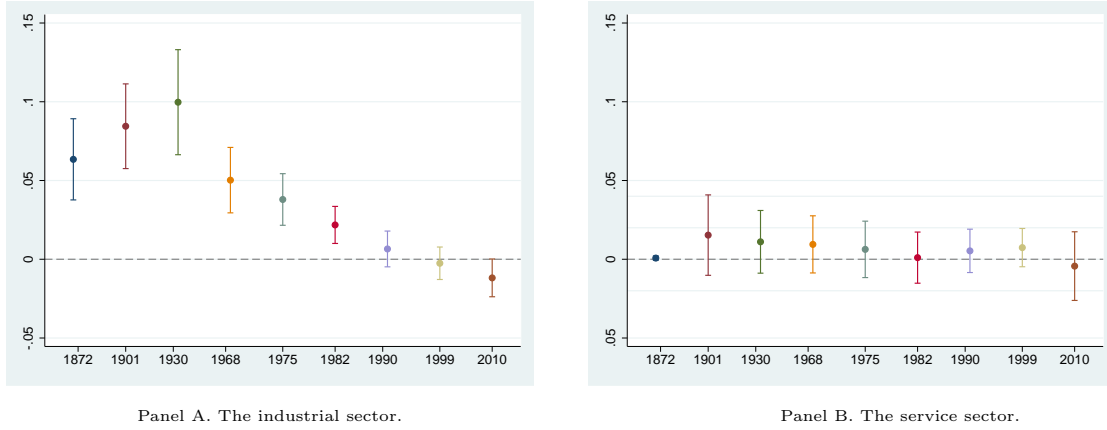 .15
.1
.05
0
-.05
1872 1901 1930 1968 1975 1982 1990 1999 2010
Panel A. The industrial sector.
.15
.1
.05
0
.05
1872 1901 1930 1968 1975 1982 1990 1999 2010
Panel B. The service sector.